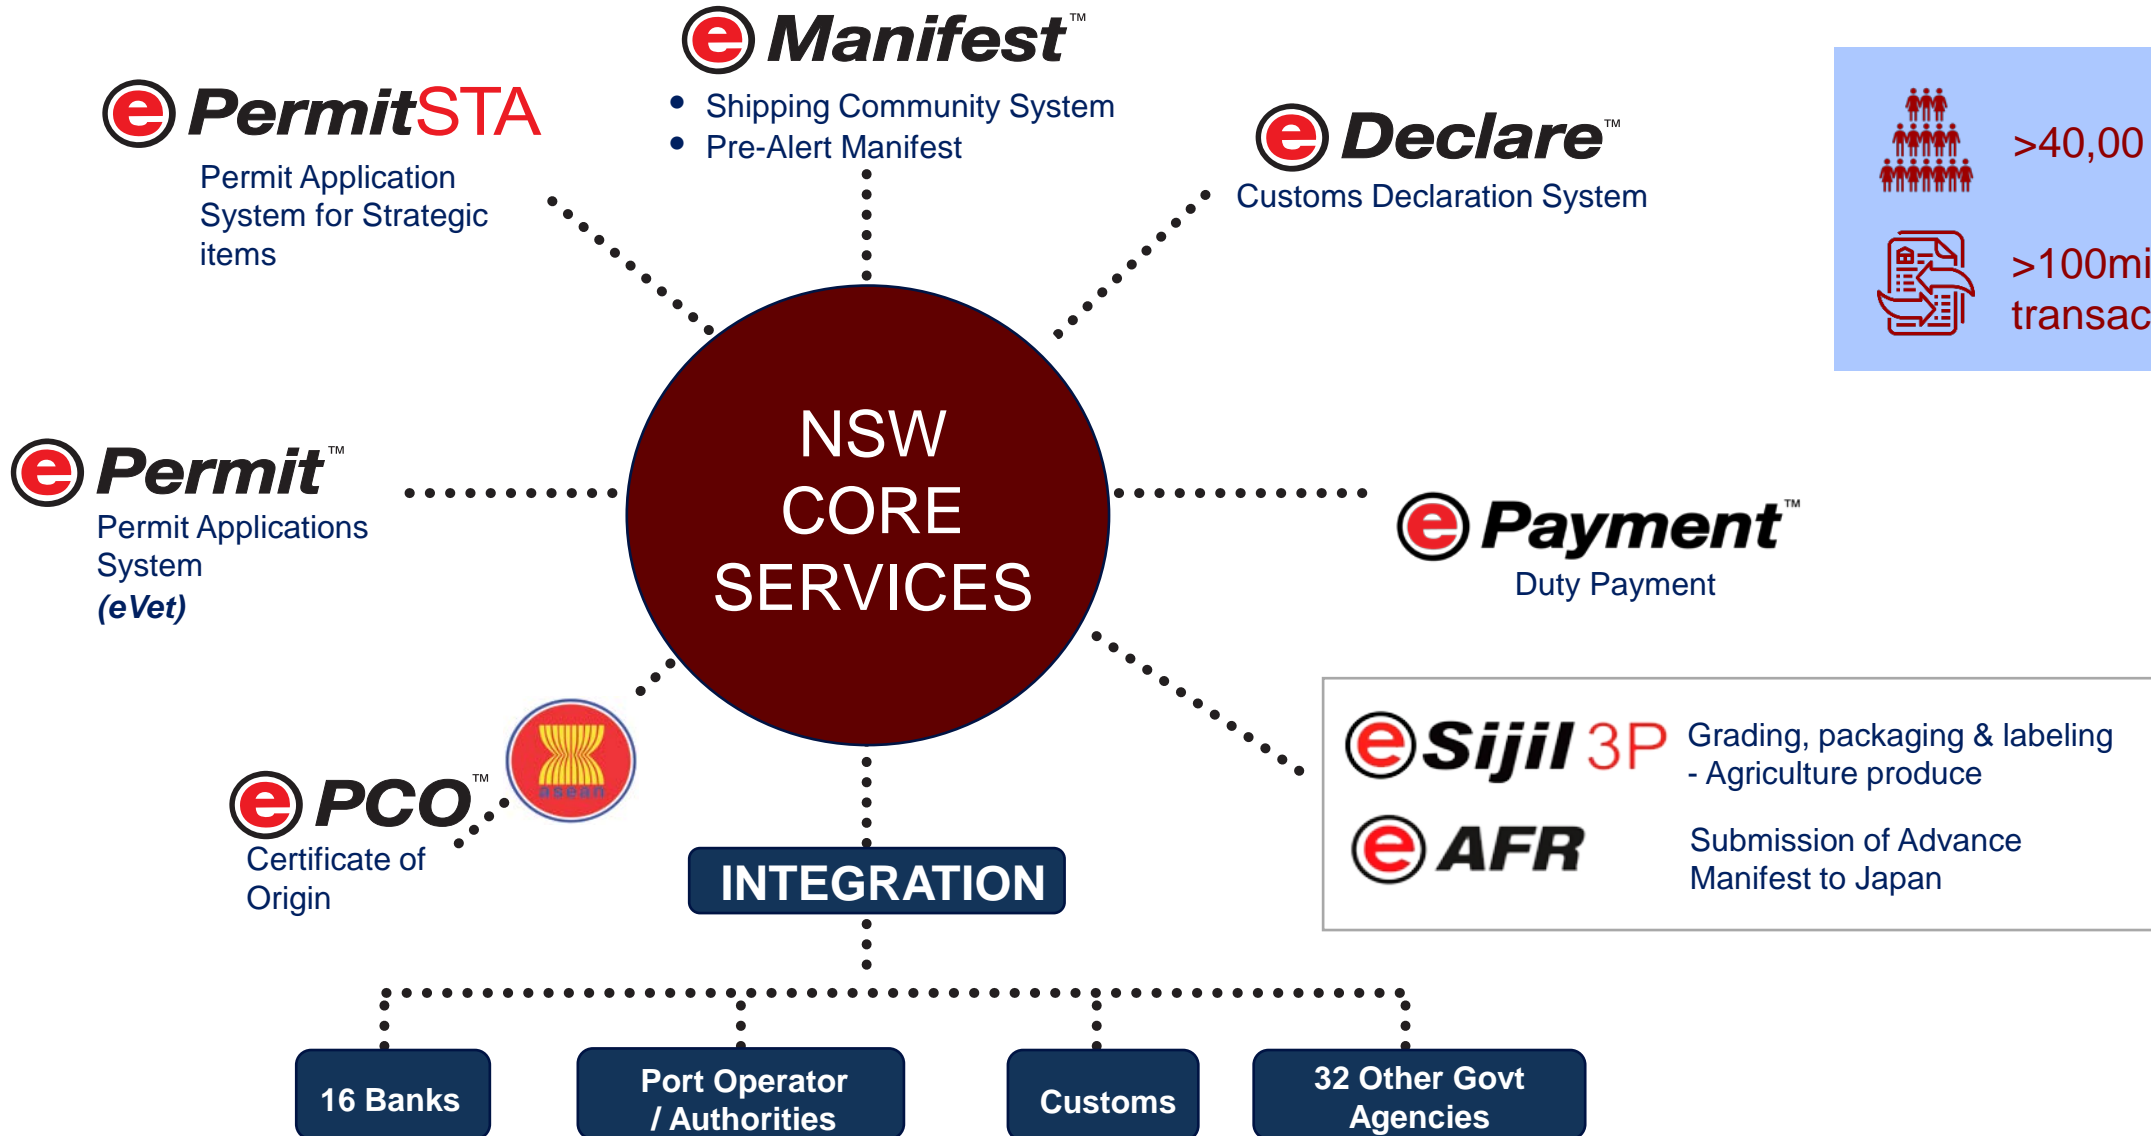 e Manifest™
• Shipping Community System
• Pre-Alert Manifest
e PermitSTA
Permit Application
System for Strategic
items
e Declare™
Customs Declaration System
>40,00
>100mi
transac
NSW
CORE
SERVICES
e Permit™
Permit Applications
System
(eVet)
e Payment™
Duty Payment
e Sijil 3P
Grading, packaging & labeling
- Agriculture produce
e AFR
Submission of Advance
Manifest to Japan
asean
e PCO™
Certificate of
Origin
INTEGRATION
16 Banks
Port Operator
/ Authorities
Customs
32 Other Govt
Agencies